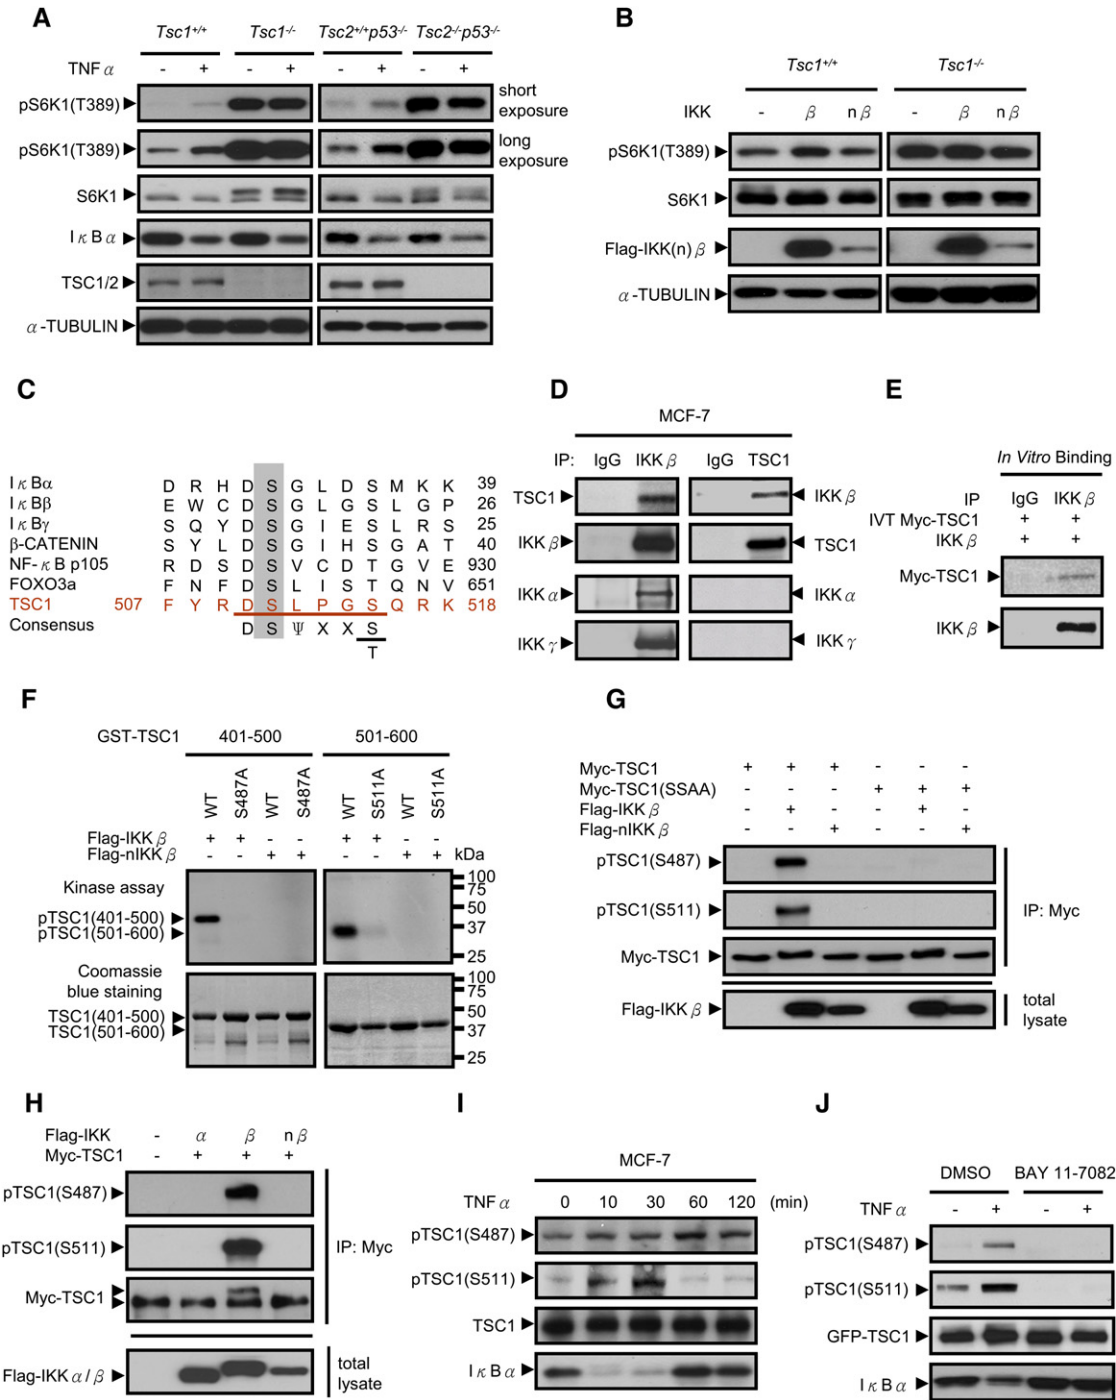 A
Tsc1+/+ Tsc1-/- Tsc2+/+p53-/- Tsc2-/-p53-/-
TNFα - + - + - + - +
pS6K1(T389) short exposure
pS6K1(T389) long exposure
S6K1
IκBα
TSC1/2
α-TUBULIN
B
Tsc1+/+ Tsc1-/-
IKK - β nβ - β nβ
pS6K1(T389)
S6K1
Flag-IKK(n)β
α-TUBULIN
C
IκBα D R H D S G L D S M K K 39
IκBβ E W C D S G L G S L G P 26
IκBγ S Q Y D S G I E S L R S 25
β-CATENIN S Y L D S G I H S G A T 40
NF-κB p105 R D S D S V C D T G V E 930
FOXO3a F N F D S L I S T Q N V 651
TSC1 507 F Y R D S L P G S Q R K 518
Consensus D S Ψ X X S
T
D
MCF-7
IP: IgG IKKβ IgG TSC1
TSC1 IKKβ
IKKβ TSC1
IKKα IKKα
IKKγ IKKγ
E
In Vitro Binding
IP IgG IKKβ
IVT Myc-TSC1 + +
IKKβ + +
Myc-TSC1
IKKβ
F
GST-TSC1 401-500 501-600
WT S487A WT S487A WT S511A WT S511A
Flag-IKKβ + + - - + + - -
Flag-nIKKβ - - + + - - + + kDa
Kinase assay
pTSC1(401-500)
pTSC1(501-600)
100
75
50
37
25
Coomassie
blue staining
TSC1(401-500)
TSC1(501-600)
100
75
50
37
25
G
Myc-TSC1 + + + - - -
Myc-TSC1(SSAA) - - - + + +
Flag-IKKβ - + - - + -
Flag-nIKKβ - - + - - +
pTSC1(S487)
pTSC1(S511)
Myc-TSC1
IP: Myc
Flag-IKKβ
total
lysate
H
Flag-IKK - α β nβ
Myc-TSC1 - + + +
pTSC1(S487)
pTSC1(S511)
Myc-TSC1
IP: Myc
Flag-IKKα/β
total
lysate
I
MCF-7
TNFα 0 10 30 60 120 (min)
pTSC1(S487)
pTSC1(S511)
TSC1
IκBα
J
DMSO BAY 11-7082
TNFα - + - +
pTSC1(S487)
pTSC1(S511)
GFP-TSC1
IκBα